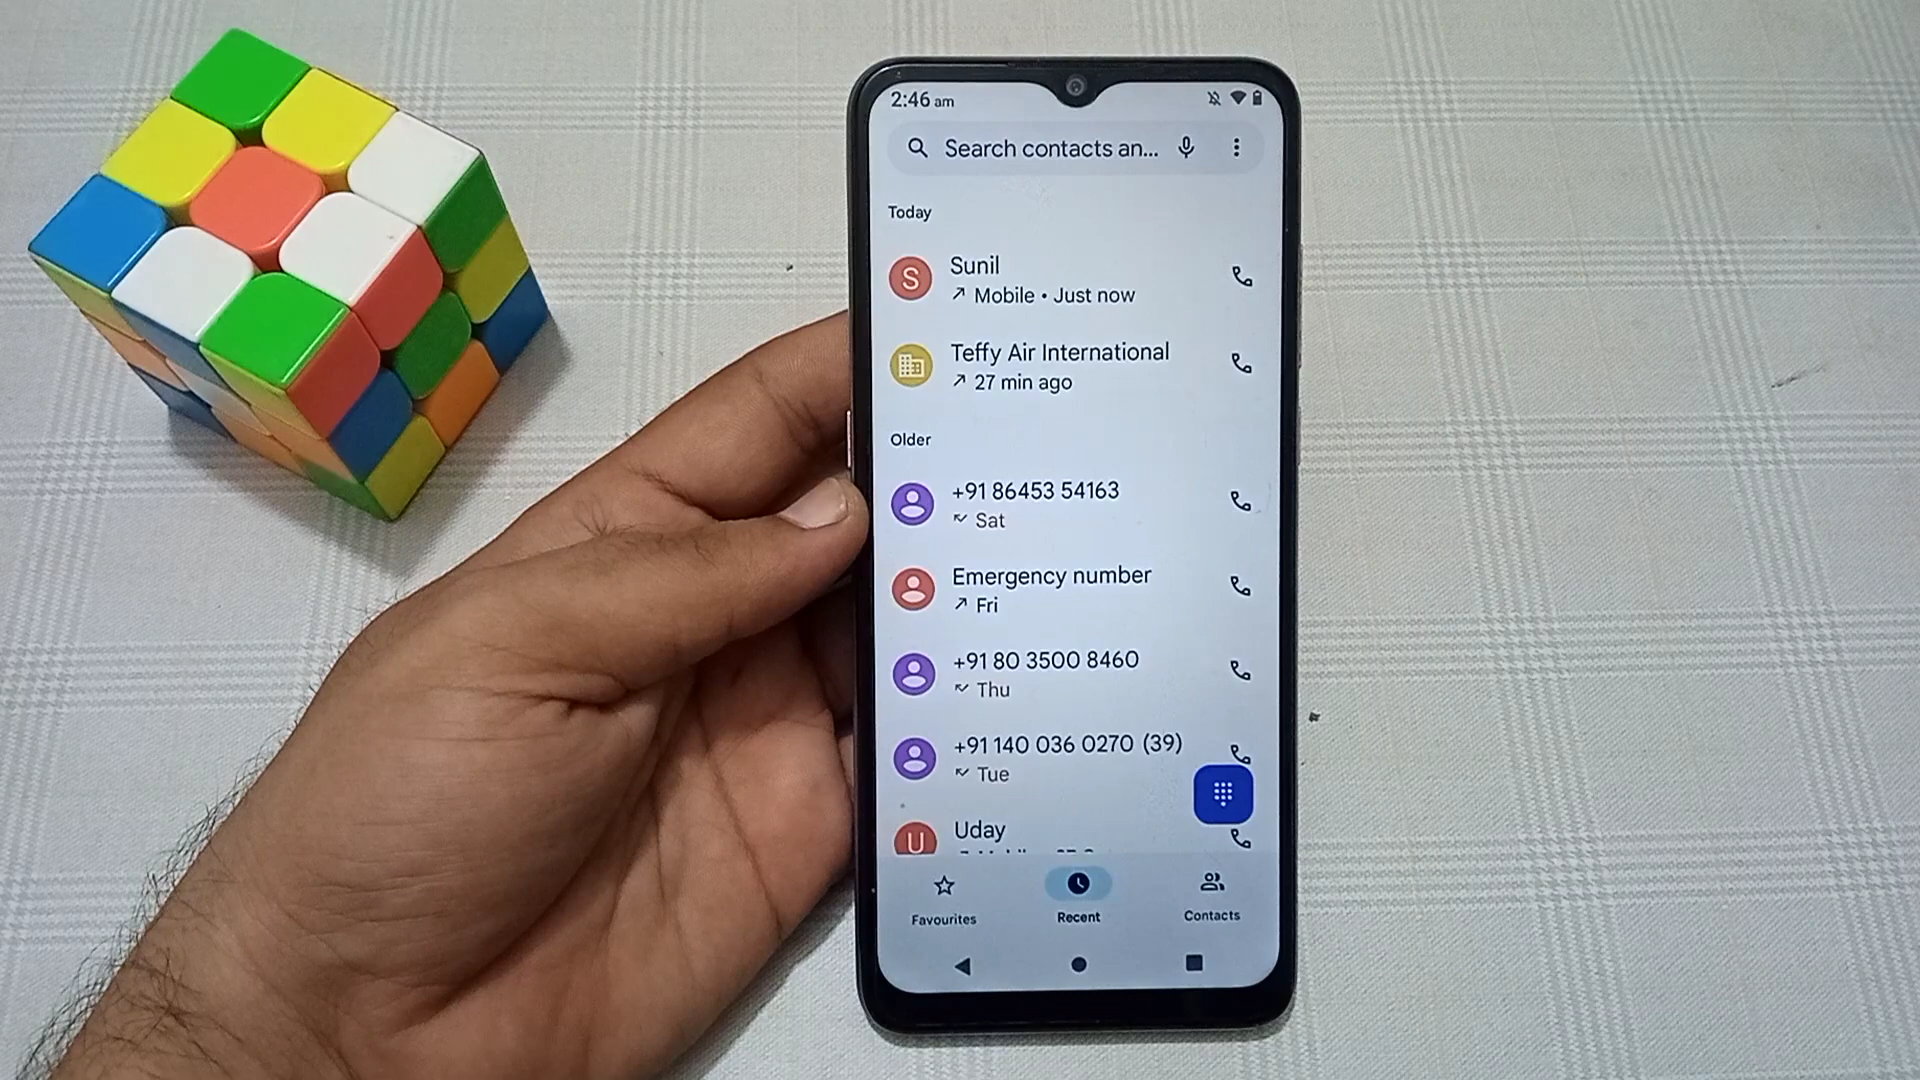 2:46 am
Search contacts an...
Today
S
Sunil
Mobile • Just now
Teffy Air International
27 min ago
Older
+91 86453 54163
Sat
Emergency number
Fri
+91 80 3500 8460
Thu
+91 140 036 0270 (39)
Tue
U
Uday
Favourites
Recent
Contacts